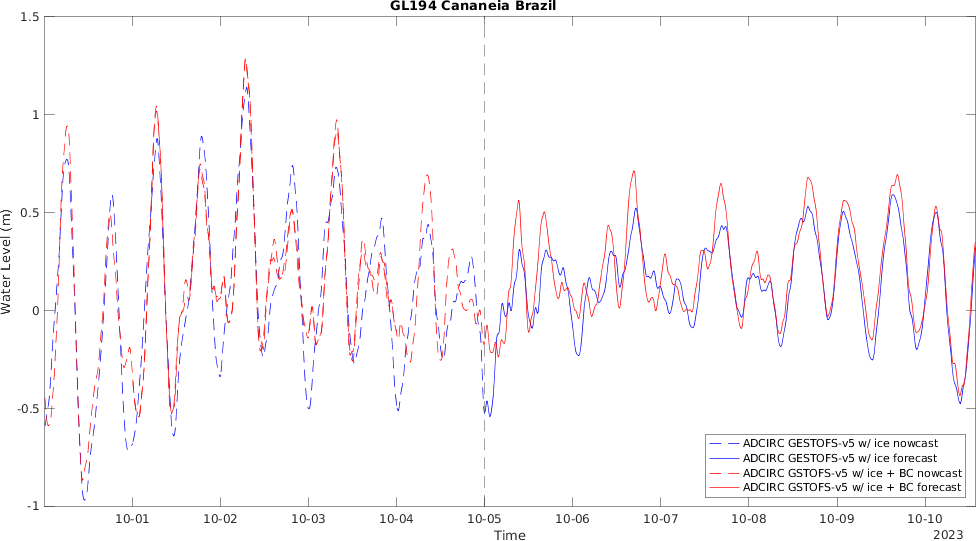 GL194 Cananeia Brazil
1.5
1
0.5
0
-0.5
-1
Water Level (m)
10-01 10-02 10-03 10-04 10-05 10-06 10-07 10-08 10-09 10-10
Time
2023
ADCIRC GESTOFS-v5 w/ ice nowcast
ADCIRC GESTOFS-v5 w/ ice forecast
ADCIRC GSTOFS-v5 w/ ice + BC nowcast
ADCIRC GSTOFS-v5 w/ ice + BC forecast